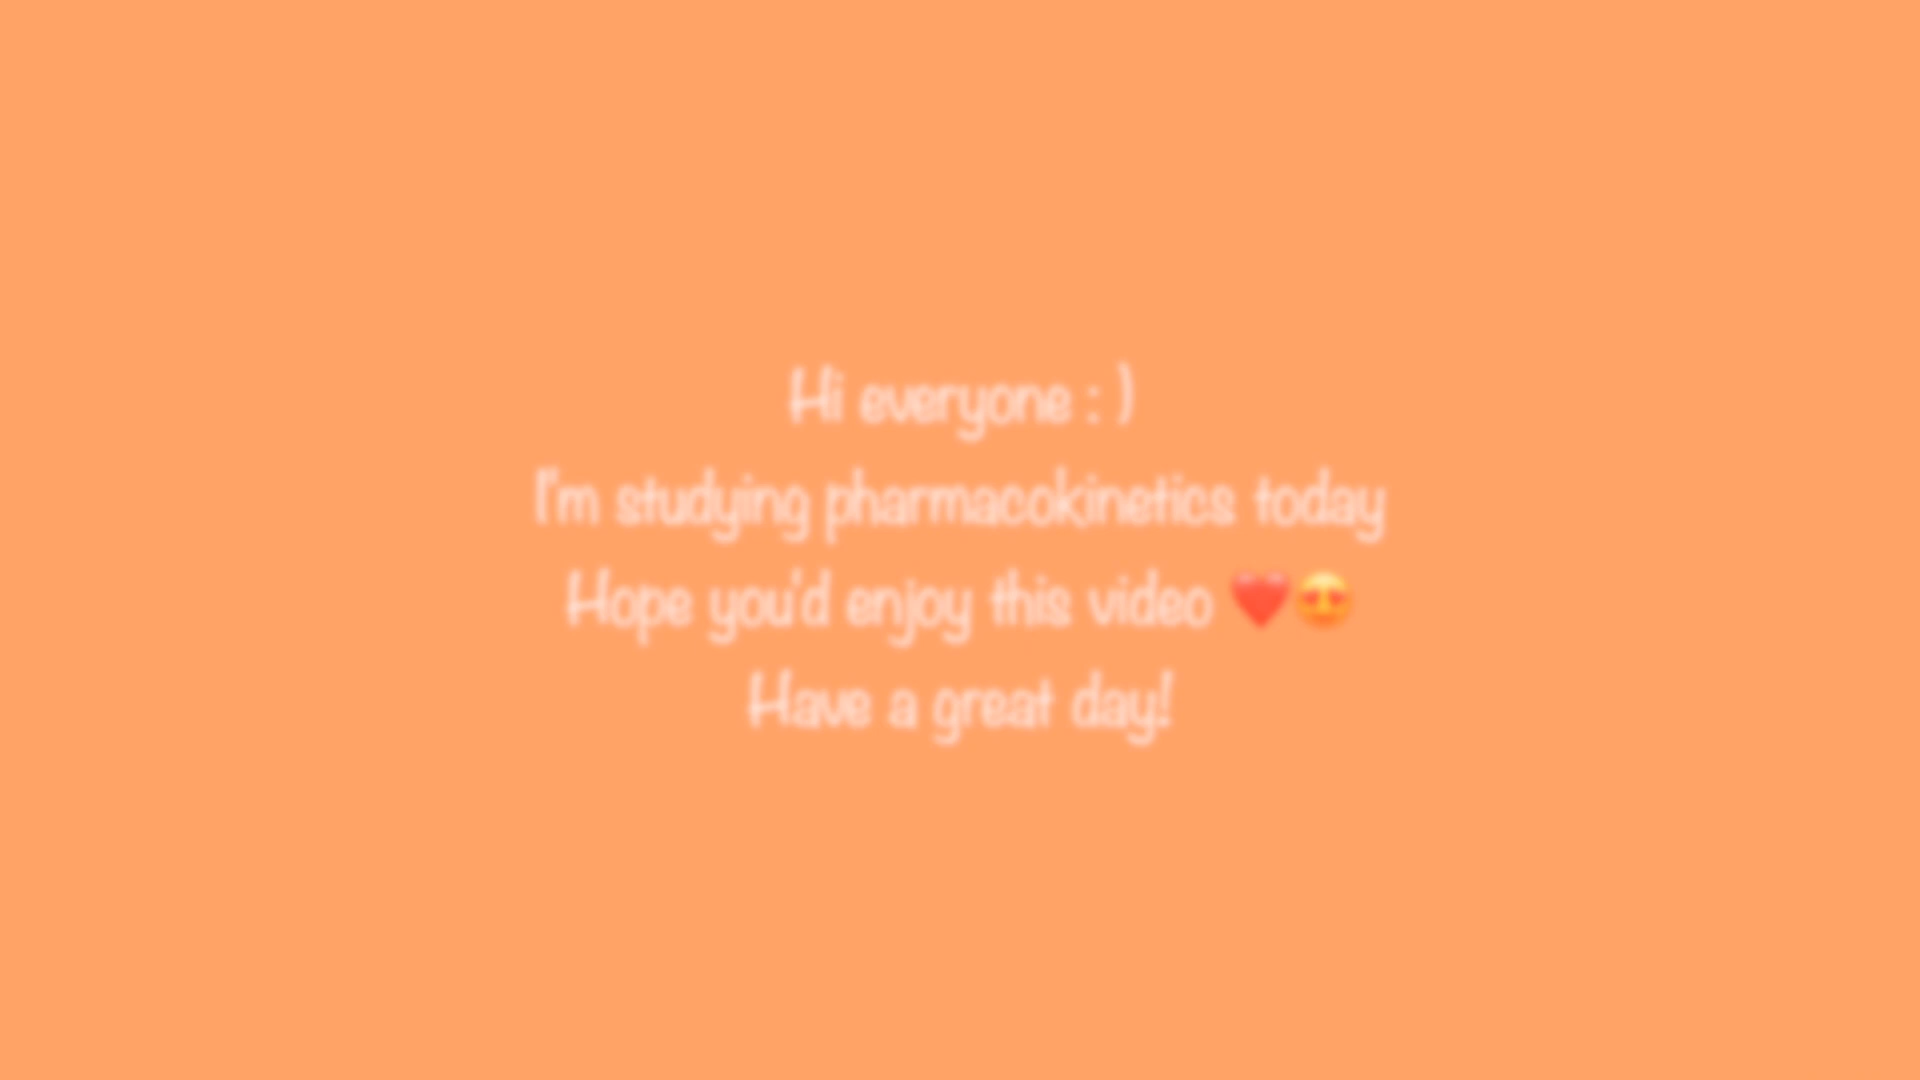 Hi everyone : )
I'm studying pharmacokinetics today
Hope you'd enjoy this video ❤️😍
Have a great day!